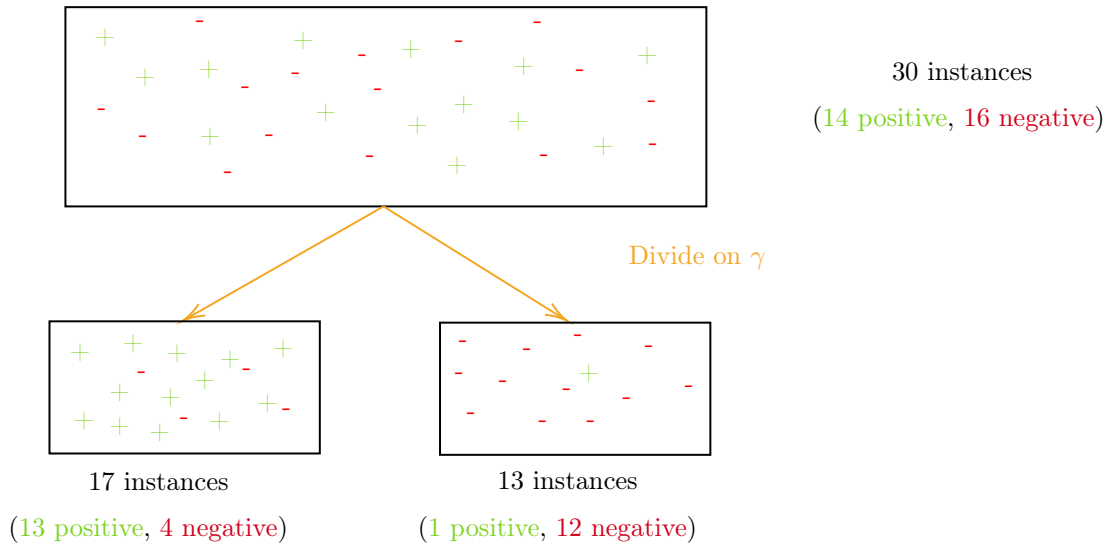 30 instances
(14 positive, 16 negative)
Divide on γ
17 instances
(13 positive, 4 negative)
13 instances
(1 positive, 12 negative)